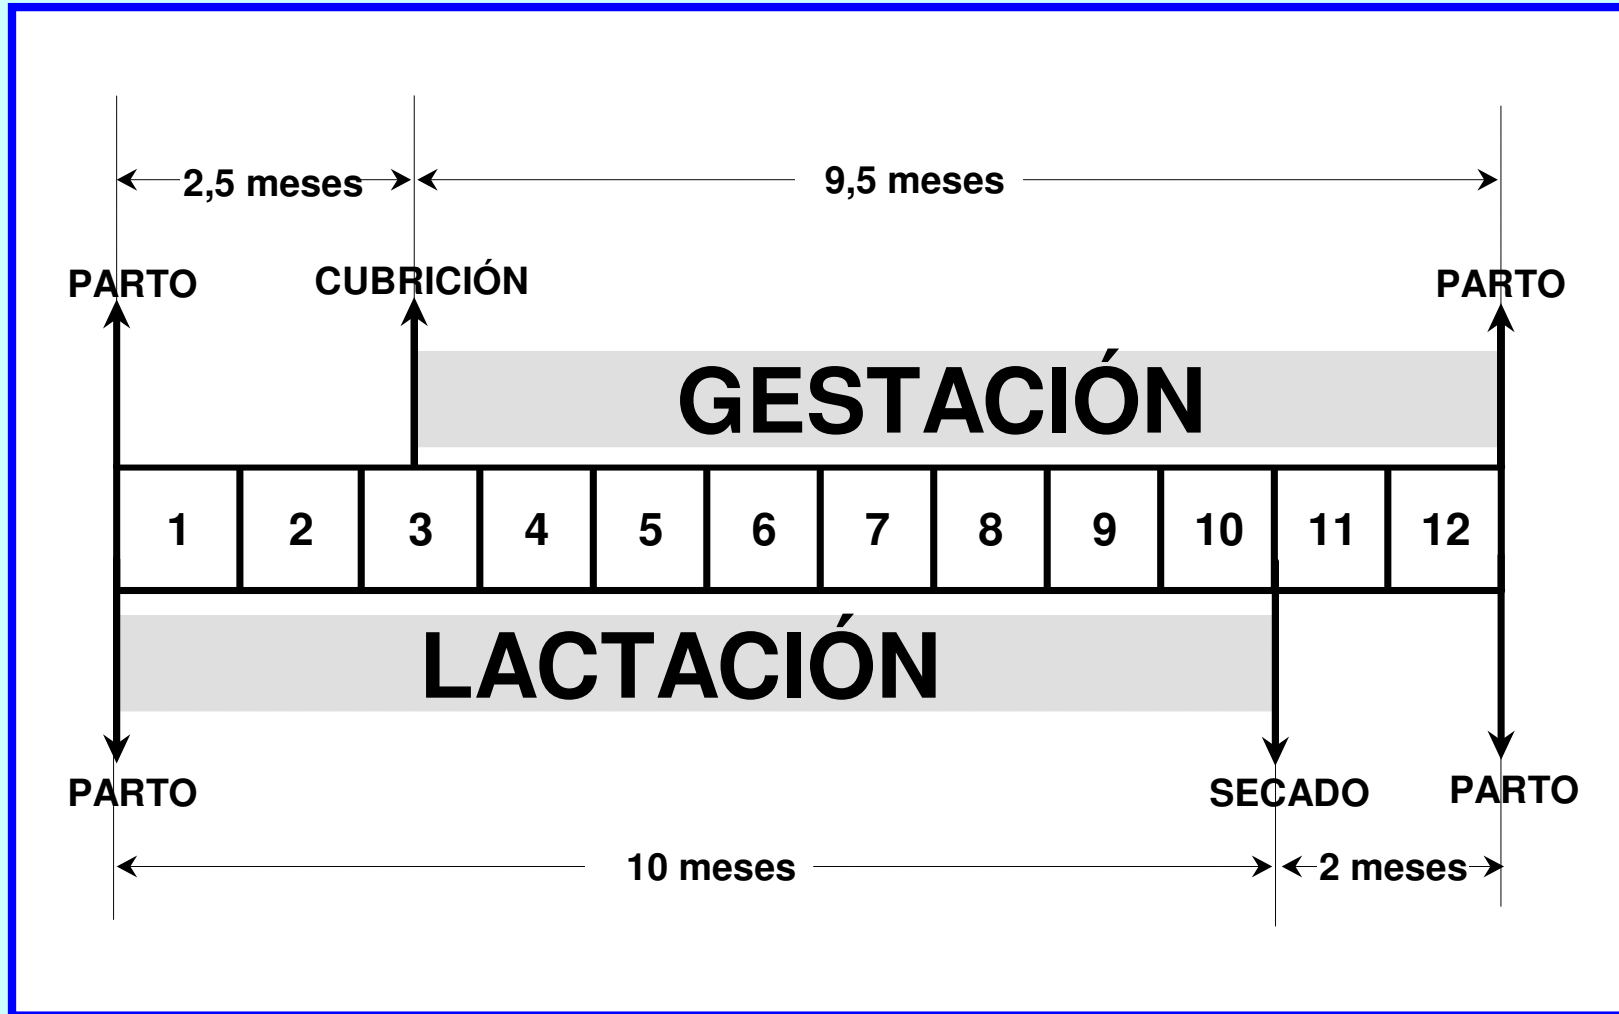 2,5 meses
9,5 meses
PARTO
CUBRICIÓN
PARTO
GESTACIÓN
1 2 3 4 5 6 7 8 9 10 11 12
LACTACIÓN
PARTO
SECADO
PARTO
10 meses
2 meses